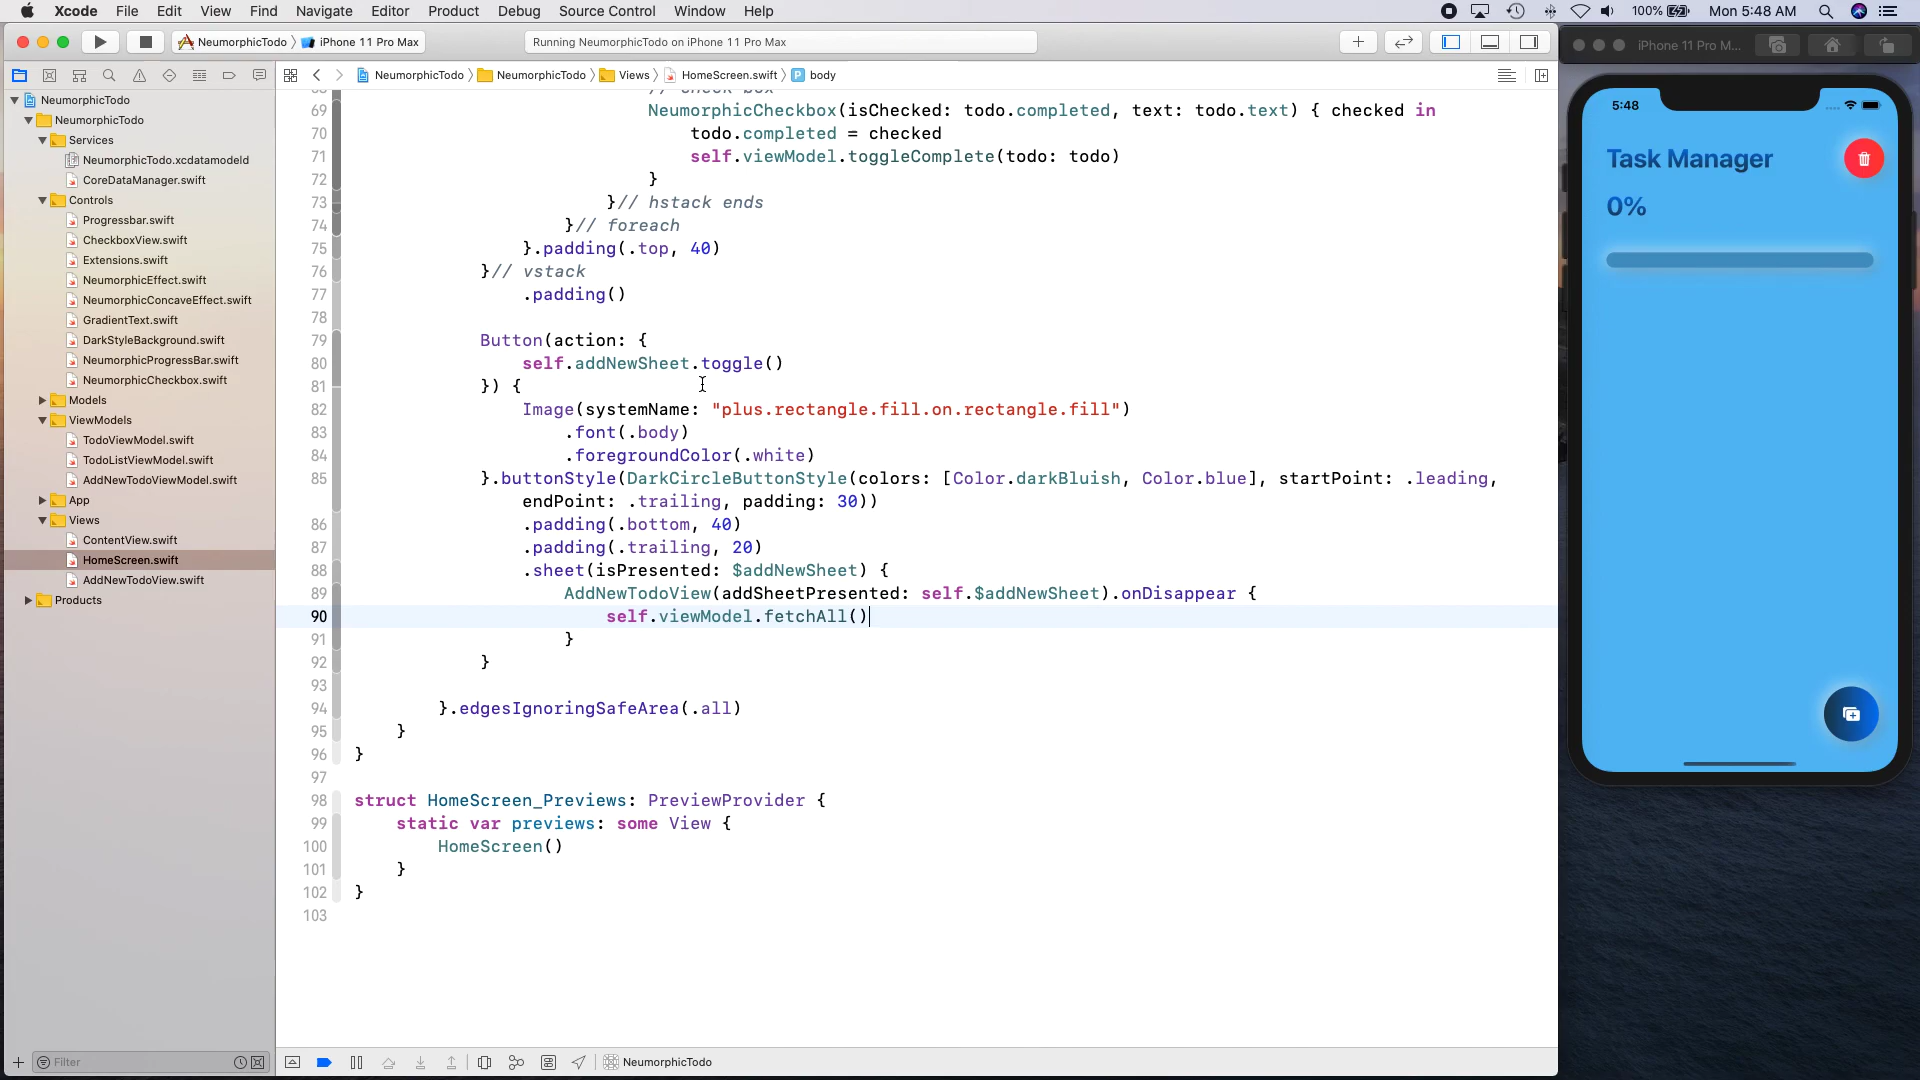 Xcode File Edit View Find Navigate Editor Product Debug Source Control Window Help
100% Mon 5:48 AM
NeumorphicTodo iPhone 11 Pro Max
Running NeumorphicTodo on iPhone 11 Pro Max
iPhone 11 Pro M...
NeumorphicTodo NeumorphicTodo Views HomeScreen.swift body
NeumorphicTodo
NeumorphicTodo
Services
NeumorphicTodo.xcdatamodeld
CoreDataManager.swift
Controls
Progressbar.swift
CheckboxView.swift
Extensions.swift
NeumorphicEffect.swift
NeumorphicConcaveEffect.swift
GradientText.swift
DarkStyleBackground.swift
NeumorphicProgressBar.swift
NeumorphicCheckbox.swift
Models
ViewModels
TodoViewModel.swift
TodoListViewModel.swift
AddNewTodoViewModel.swift
App
Views
ContentView.swift
HomeScreen.swift
AddNewTodoView.swift
Products
Filter
68 // check box
69 NeumorphicCheckbox(isChecked: todo.completed, text: todo.text) { checked in
70 todo.completed = checked
71 self.viewModel.toggleComplete(todo: todo)
72 }
73 }// hstack ends
74 }// foreach
75 }.padding(.top, 40)
76 }// vstack
77 .padding()
78
79 Button(action: {
80 self.addNewSheet.toggle()
81 }) {
82 Image(systemName: "plus.rectangle.fill.on.rectangle.fill")
83 .font(.body)
84 .foregroundColor(.white)
85 }.buttonStyle(DarkCircleButtonStyle(colors: [Color.darkBluish, Color.blue], startPoint: .leading,
endPoint: .trailing, padding: 30))
86 .padding(.bottom, 40)
87 .padding(.trailing, 20)
88 .sheet(isPresented: $addNewSheet) {
89 AddNewTodoView(addSheetPresented: self.$addNewSheet).onDisappear {
90 self.viewModel.fetchAll()
91 }
92 }
93
94 }.edgesIgnoringSafeArea(.all)
95 }
96 }
97
98 struct HomeScreen_Previews: PreviewProvider {
99 static var previews: some View {
100 HomeScreen()
101 }
102 }
103
NeumorphicTodo
5:48
Task Manager
0%